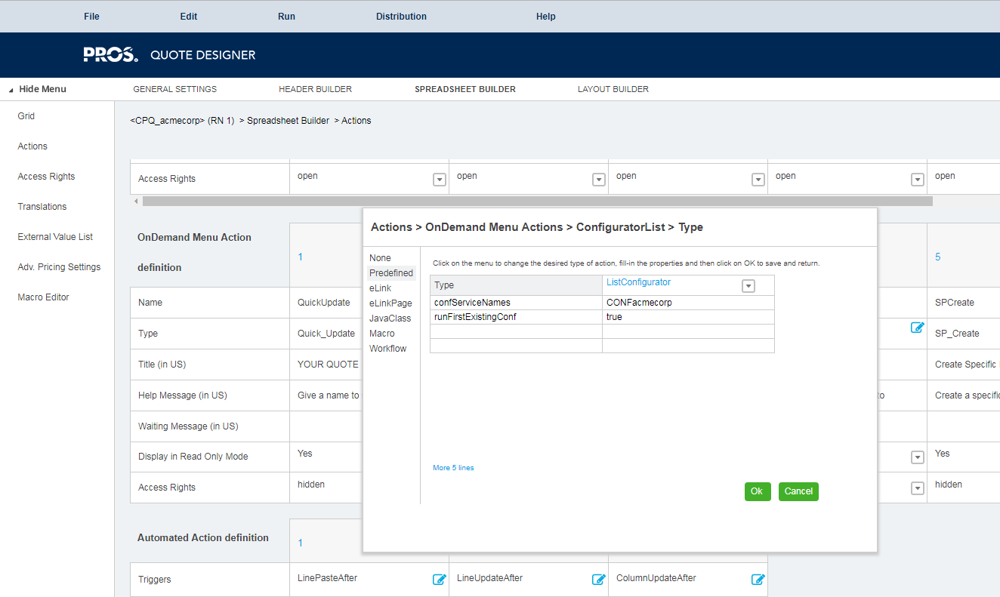 File Edit Run Distribution Help
PROS. QUOTE DESIGNER
Hide Menu GENERAL SETTINGS HEADER BUILDER SPREADSHEET BUILDER LAYOUT BUILDER
Grid
Actions
Access Rights
Translations
External Value List
Adv. Pricing Settings
Macro Editor
<CPQ_acmecorp> (RN 1) > Spreadsheet Builder > Actions
Access Rights open open open open open
OnDemand Menu Action
definition
1 5
Name QuickUpdate SPCreate
Type Quick_Update SP_Create
Title (in US) YOUR QUOTE Create Specific
Help Message (in US) Give a name to to Create a specific
Waiting Message (in US)
Display in Read Only Mode Yes Yes
Access Rights hidden hidden
Actions > OnDemand Menu Actions > ConfiguratorList > Type
None
Predefined
eLink
eLinkPage
JavaClass
Macro
Workflow
Click on the menu to change the desired type of action, fill-in the properties and then click on OK to save and return.
Type ListConfigurator
confServiceNames CONFacmecorp
runFirstExistingConf true
More 5 lines
Ok Cancel
Automated Action definition 1
Triggers LinePasteAfter LineUpdateAfter ColumnUpdateAfter